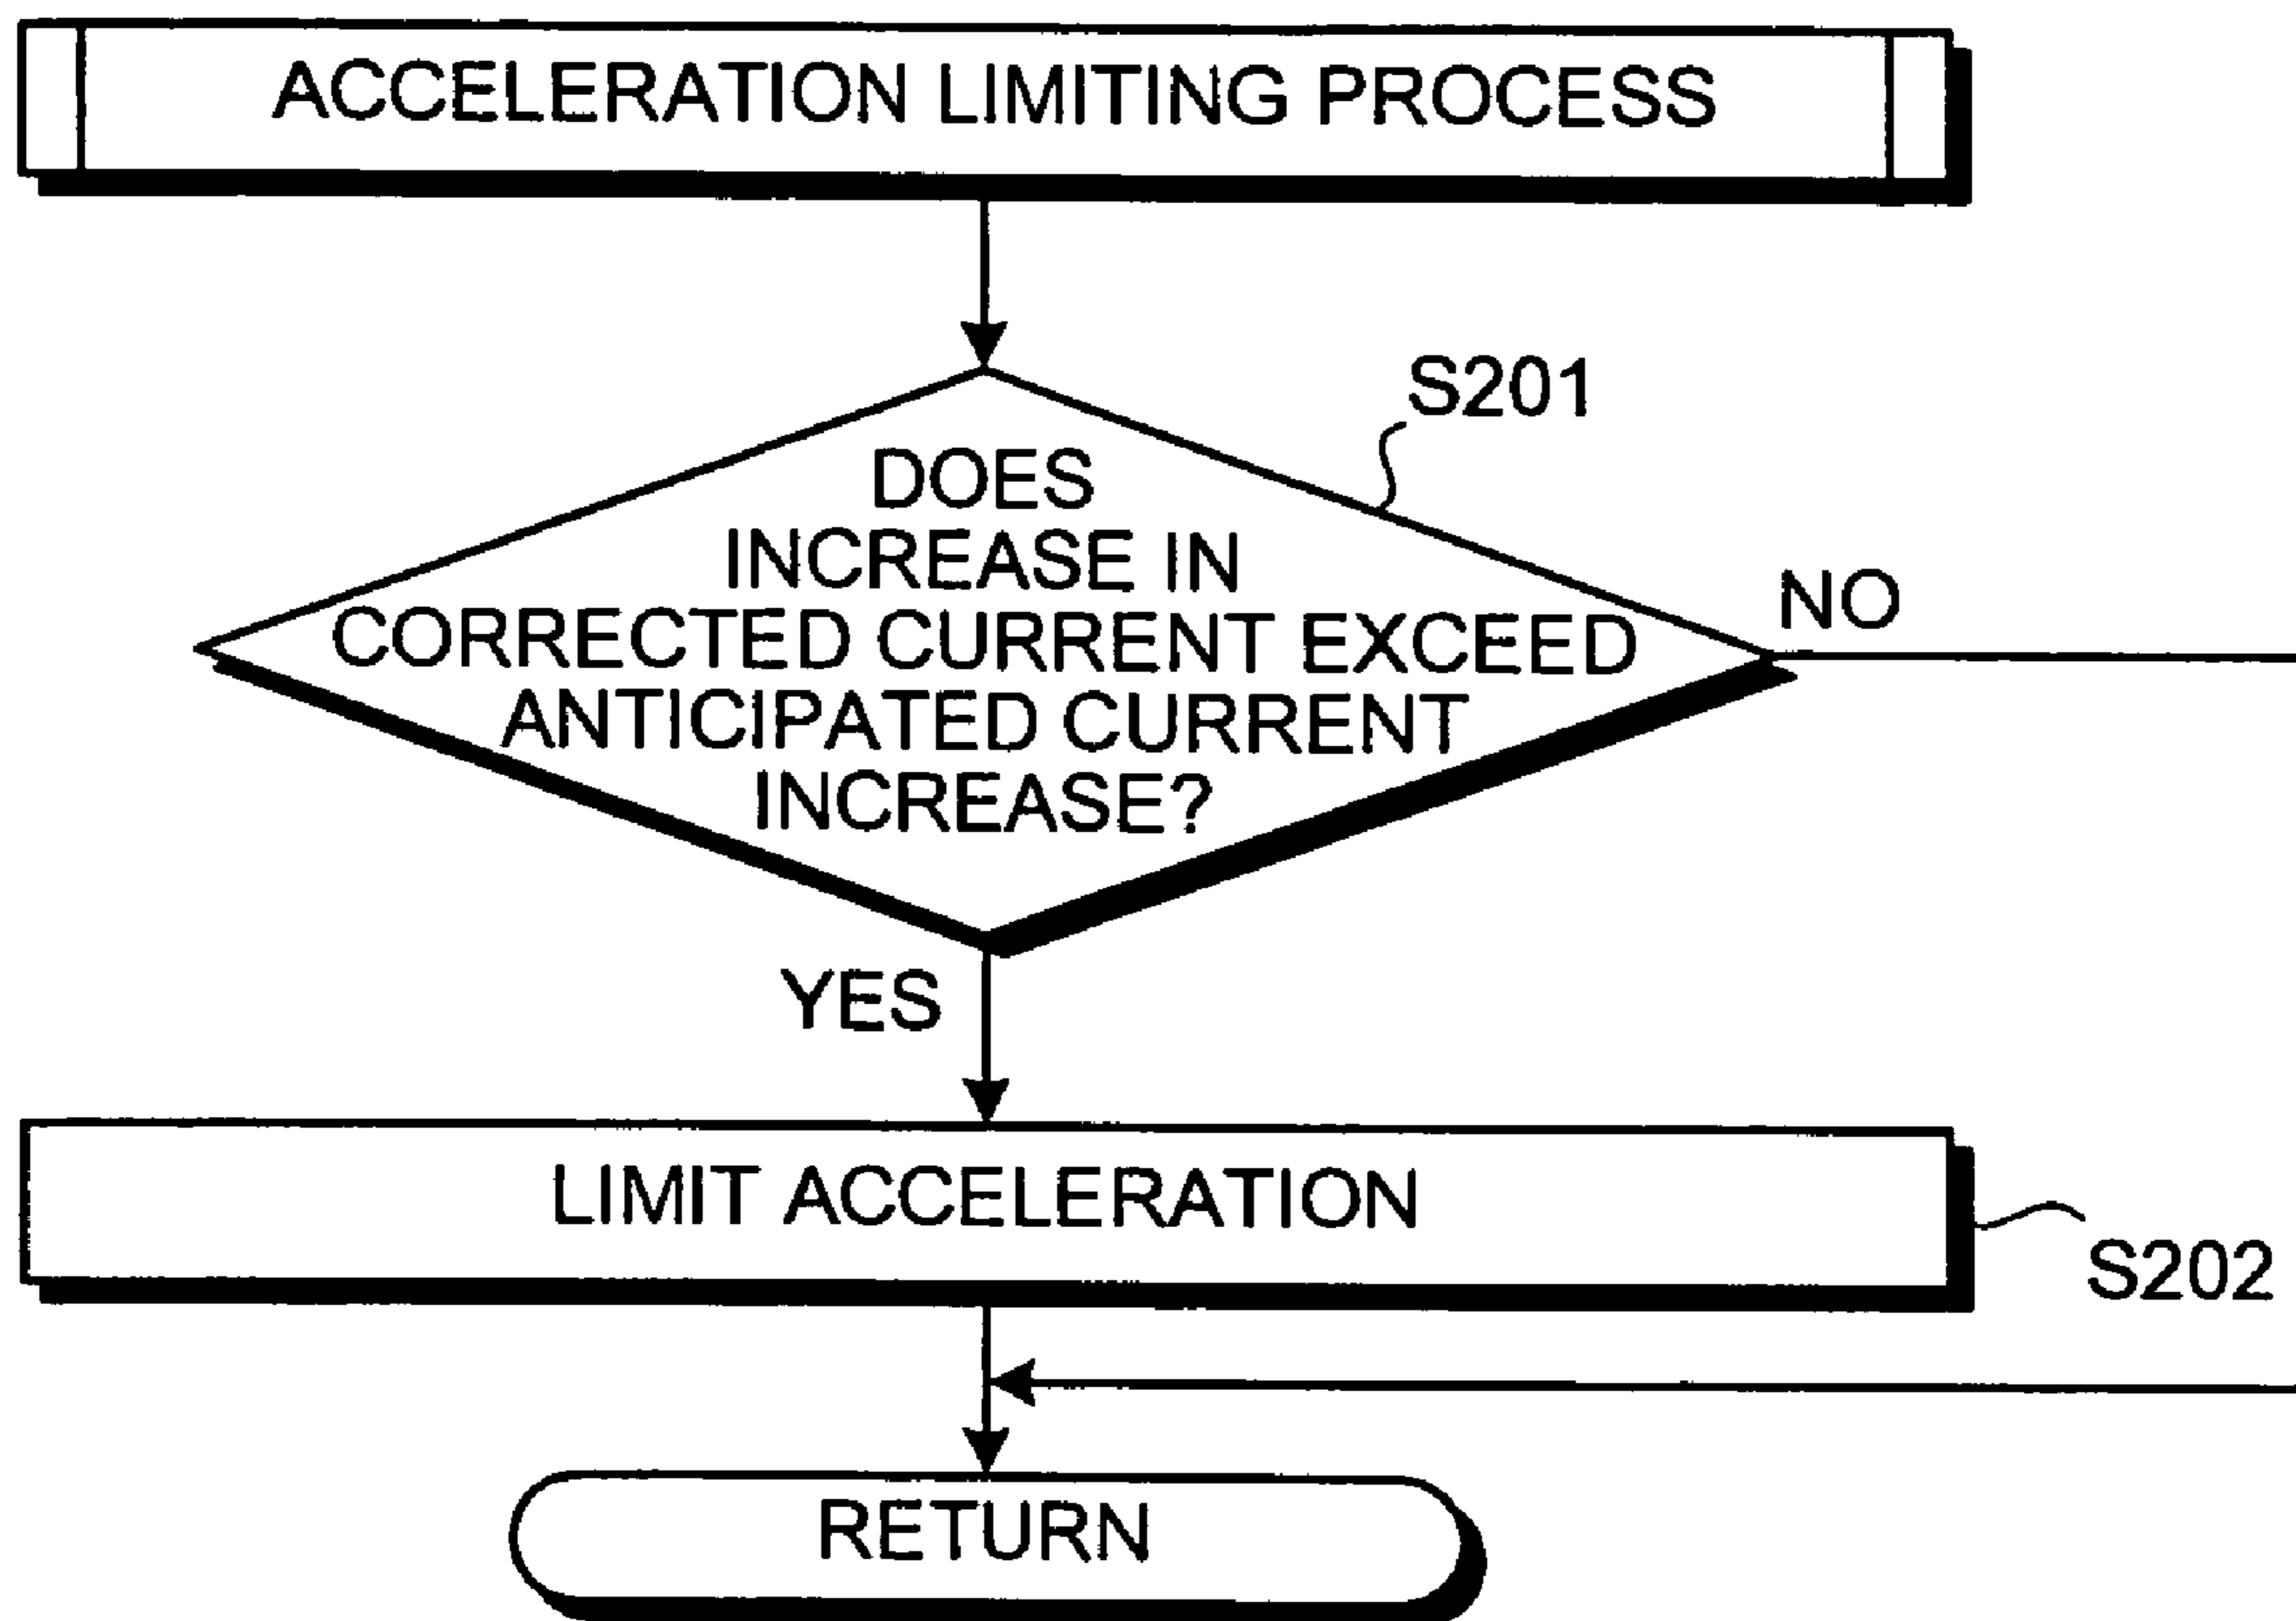 ACCELERATION LIMITING PROCESS
S201
DOES
INCREASE IN
CORRECTED CURRENT EXCEED
ANTICIPATED CURRENT
INCREASE?
NO
YES
LIMIT ACCELERATION
S202
RETURN